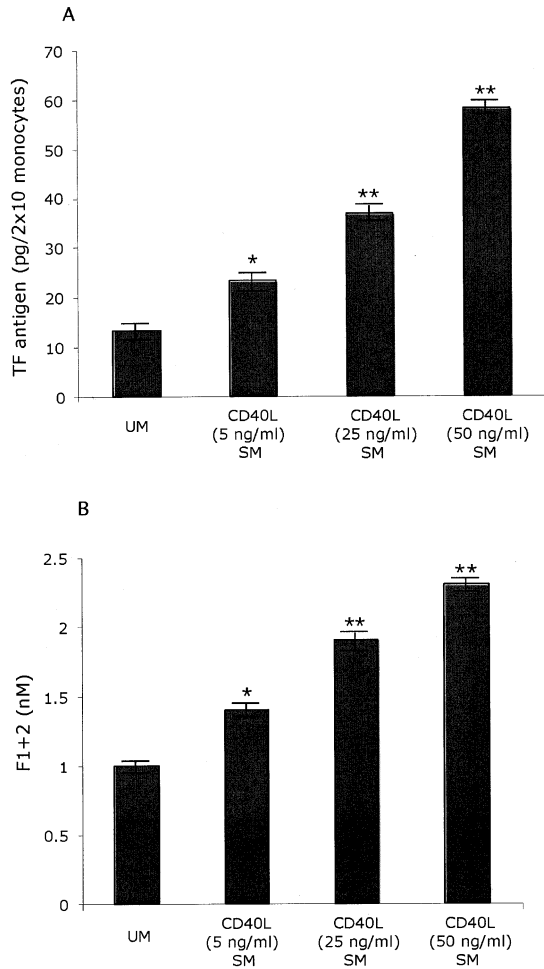 A
TF antigen (pg/2x10 monocytes)
70
60
50
40
30
20
10
0
*
**
**
UM
CD40L
(5 ng/ml)
SM
CD40L
(25 ng/ml)
SM
CD40L
(50 ng/ml)
SM
B
F1+2 (nM)
2.5
2
1.5
1
0.5
0
*
**
**
UM
CD40L
(5 ng/ml)
SM
CD40L
(25 ng/ml)
SM
CD40L
(50 ng/ml)
SM